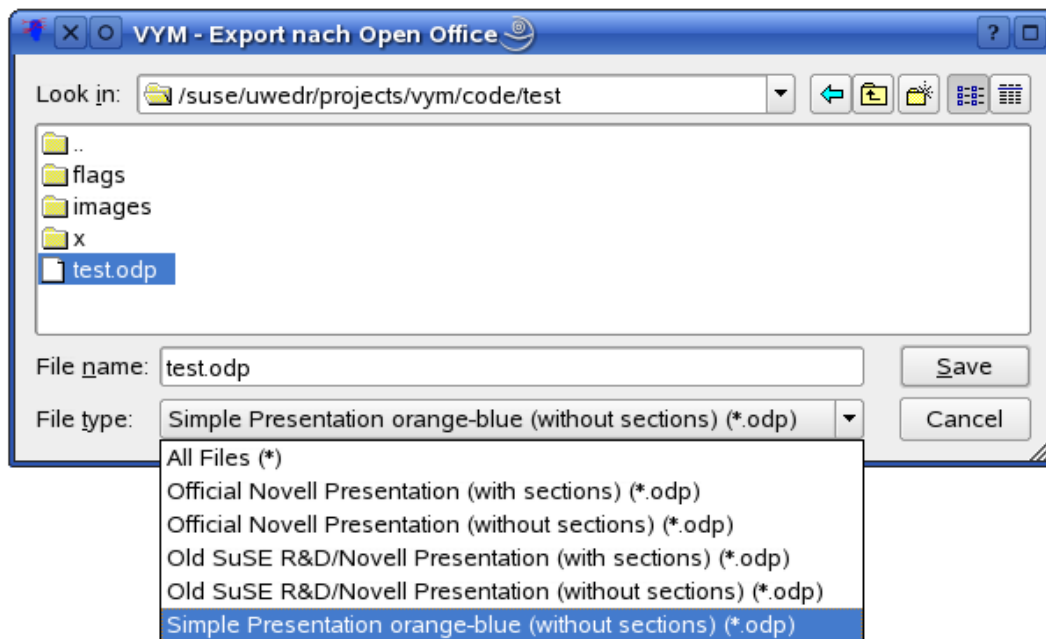 VYM - Export nach Open Office
Look in: /suse/uwedr/projects/vym/code/test
..
flags
images
x
test.odp
File name: test.odp Save
File type: Simple Presentation orange-blue (without sections) (*.odp) Cancel
All Files (*)
Official Novell Presentation (with sections) (*.odp)
Official Novell Presentation (without sections) (*.odp)
Old SuSE R&D/Novell Presentation (with sections) (*.odp)
Old SuSE R&D/Novell Presentation (without sections) (*.odp)
Simple Presentation orange-blue (without sections) (*.odp)